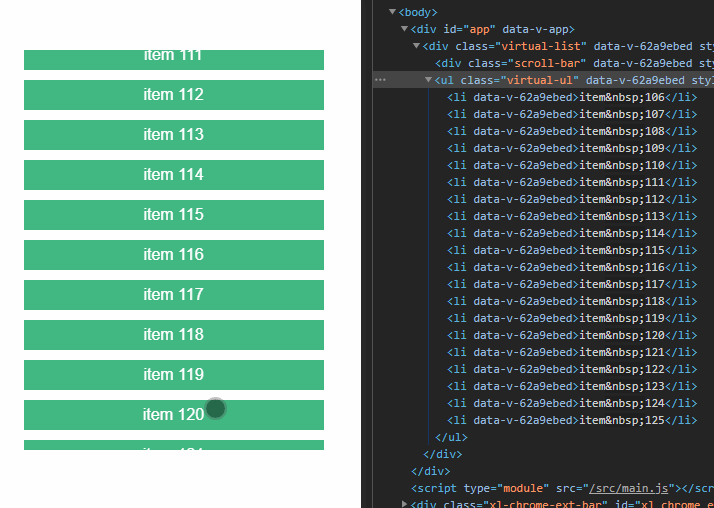 item 111
item 112
item 113
item 114
item 115
item 116
item 117
item 118
item 119
item 120
<body>
<div id="app" data-v-app>
<div class="virtual-list" data-v-62a9ebed sty
<div class="scroll-bar" data-v-62a9ebed sty
<ul class="virtual-ul" data-v-62a9ebed sty
<li data-v-62a9ebed>item&nbsp;106</li>
<li data-v-62a9ebed>item&nbsp;107</li>
<li data-v-62a9ebed>item&nbsp;108</li>
<li data-v-62a9ebed>item&nbsp;109</li>
<li data-v-62a9ebed>item&nbsp;110</li>
<li data-v-62a9ebed>item&nbsp;111</li>
<li data-v-62a9ebed>item&nbsp;112</li>
<li data-v-62a9ebed>item&nbsp;113</li>
<li data-v-62a9ebed>item&nbsp;114</li>
<li data-v-62a9ebed>item&nbsp;115</li>
<li data-v-62a9ebed>item&nbsp;116</li>
<li data-v-62a9ebed>item&nbsp;117</li>
<li data-v-62a9ebed>item&nbsp;118</li>
<li data-v-62a9ebed>item&nbsp;119</li>
<li data-v-62a9ebed>item&nbsp;120</li>
<li data-v-62a9ebed>item&nbsp;121</li>
<li data-v-62a9ebed>item&nbsp;122</li>
<li data-v-62a9ebed>item&nbsp;123</li>
<li data-v-62a9ebed>item&nbsp;124</li>
<li data-v-62a9ebed>item&nbsp;125</li>
</ul>
</div>
</div>
<script type="module" src="/src/main.js"></scr
<div class="xl-chrome-ext-bar" id="xl chrome e